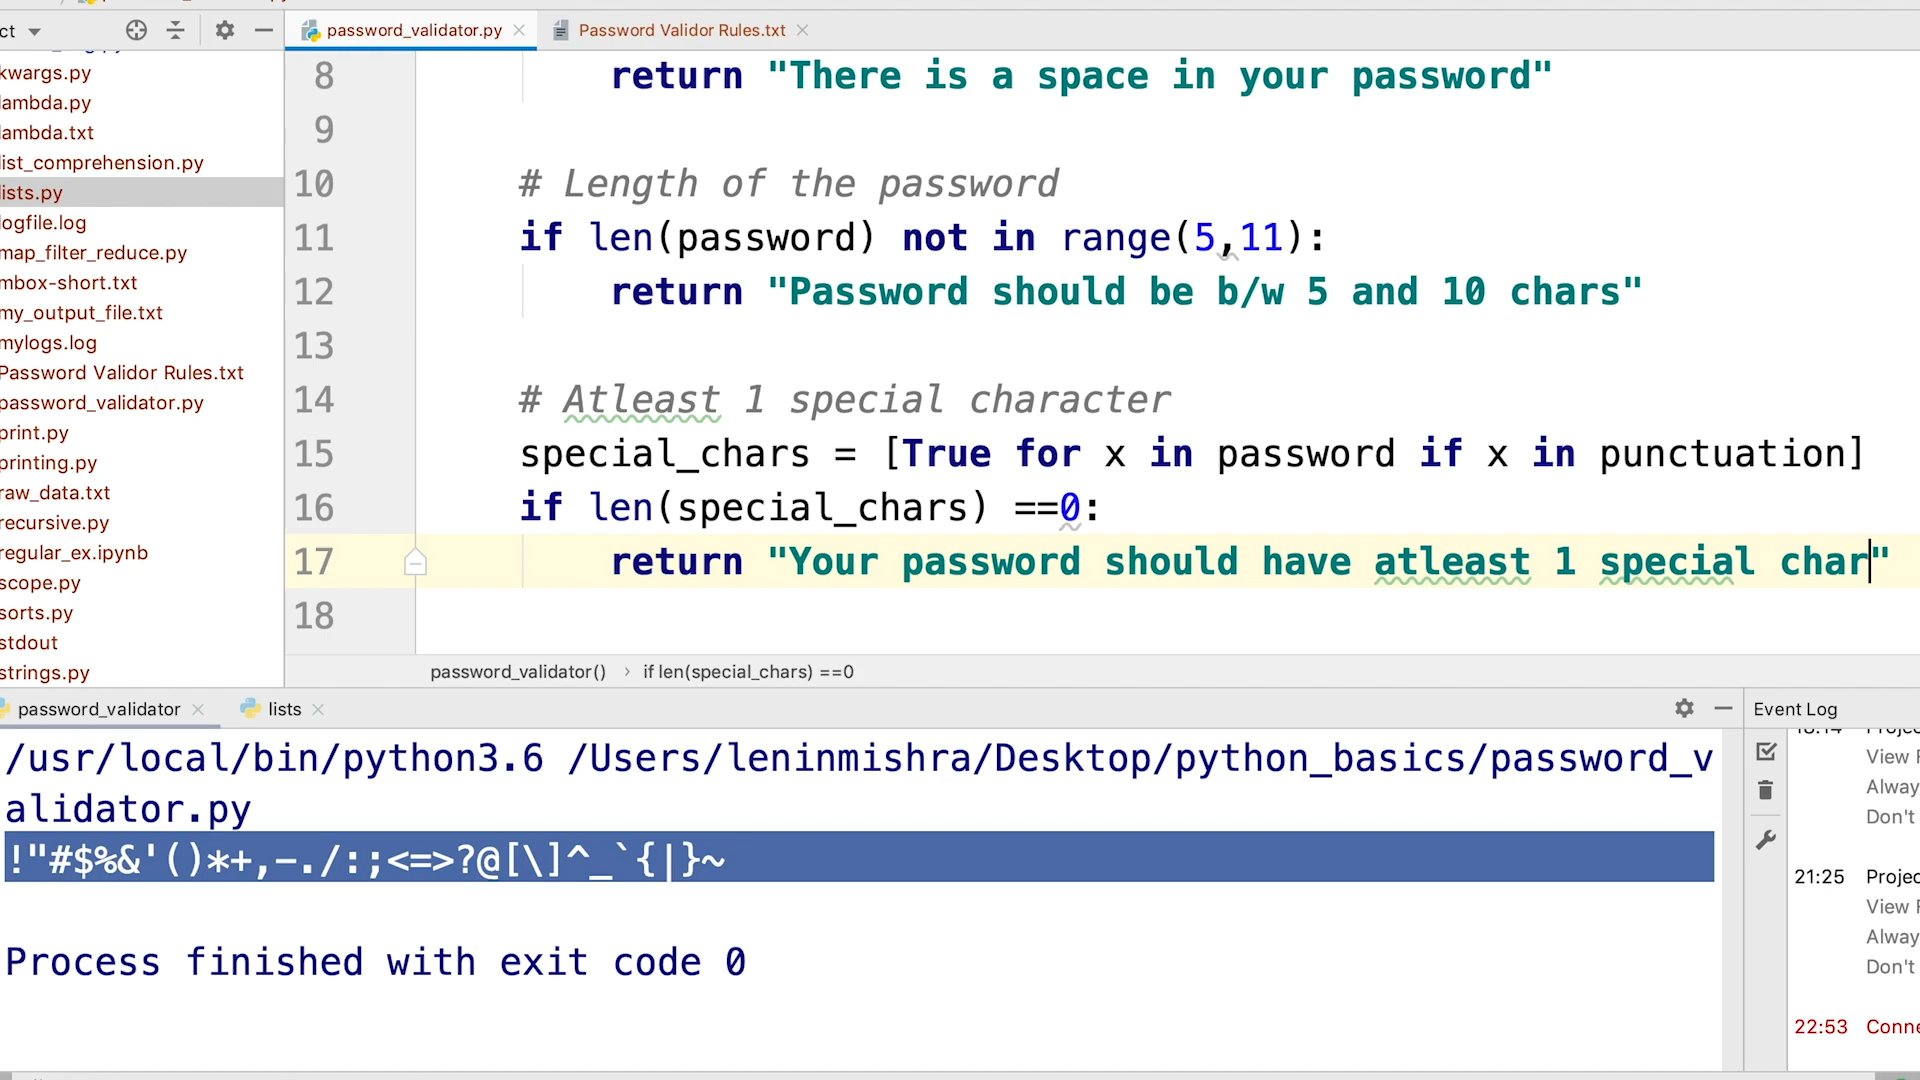 ct
password_validator.py
Password Validor Rules.txt
kwargs.py
lambda.py
lambda.txt
list_comprehension.py
lists.py
logfile.log
map_filter_reduce.py
mbox-short.txt
my_output_file.txt
mylogs.log
Password Validor Rules.txt
password_validator.py
print.py
printing.py
raw_data.txt
recursive.py
regular_ex.ipynb
scope.py
sorts.py
stdout
strings.py
8 return "There is a space in your password"
9
10 # Length of the password
11 if len(password) not in range(5,11):
12 return "Password should be b/w 5 and 10 chars"
13
14 # Atleast 1 special character
15 special_chars = [True for x in password if x in punctuation]
16 if len(special_chars) ==0:
17 return "Your password should have atleast 1 special char"
18
password_validator() › if len(special_chars) ==0
password_validator
lists
/usr/local/bin/python3.6 /Users/leninmishra/Desktop/python_basics/password_v
alidator.py
!"#$%&'()*+,-./:;<=>?@[\]^_`{|}~
Process finished with exit code 0
Event Log
View F
Alway
Don't
21:25 Projec
View F
Alway
Don't
22:53 Conne